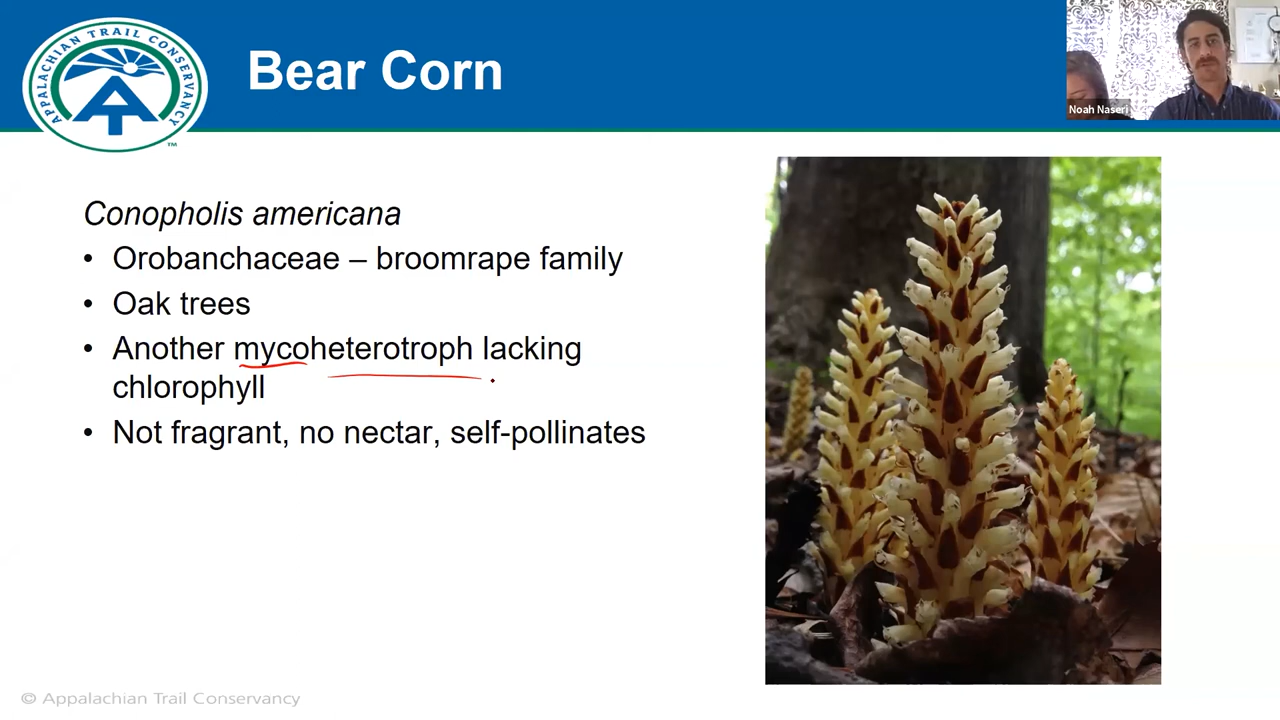 APPALACHIAN TRAIL CONSERVANCY
TM
Bear Corn
Noah Naseri
Conopholis americana
• Orobanchaceae – broomrape family
• Oak trees
• Another mycoheterotroph lacking
chlorophyll
• Not fragrant, no nectar, self-pollinates
© Appalachian Trail Conservancy